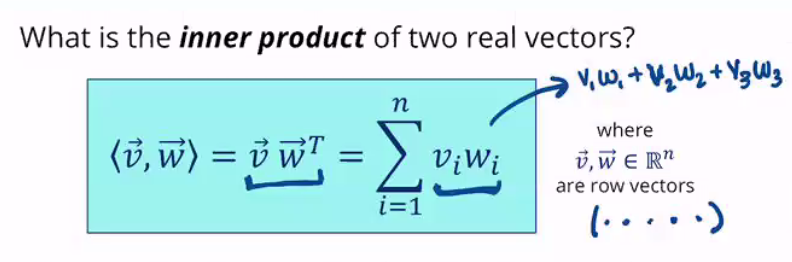 What is the inner product of two real vectors?
v₁w₁ + v₂w₂ + v₃w₃
⟨v⃗, w⃗⟩ = v⃗ w⃗ᵀ = ∑ᵢ₌₁ⁿ vᵢwᵢ
where
v⃗, w⃗ ∈ ℝⁿ
are row vectors
(· · · · ·)